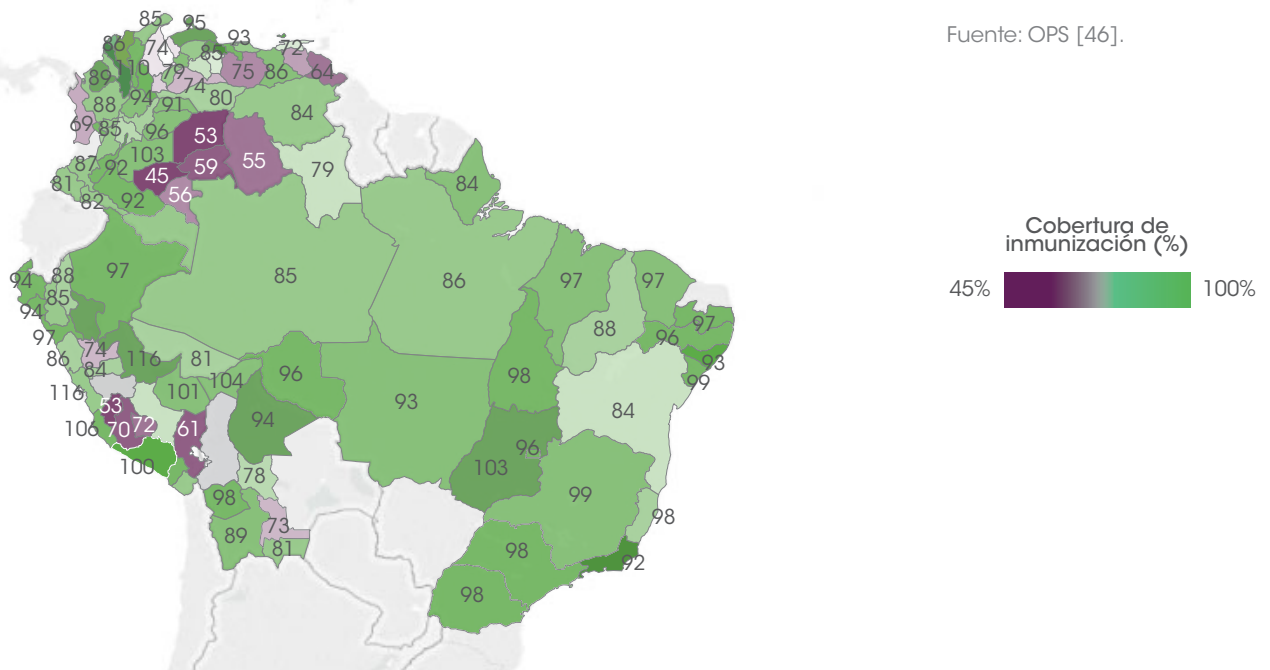 Fuente: OPS [46].
Cobertura de
inmunización (%)
45% 100%
85 95
86 74 85 93 72
89 110 79 74 75 86 64
88 94 91 80 84
69 85 96 53
87 92 103 45 59 55 79
81 82 92 56 84
94 88 97 85 86 97 97
85
94 88 97
97 96
86 74 116 81 93
84 104 96 98 99
116 101 93
53 94 84
106 70 72 61 96
100 78 103
98 99
73 98
89 81 98 92
98